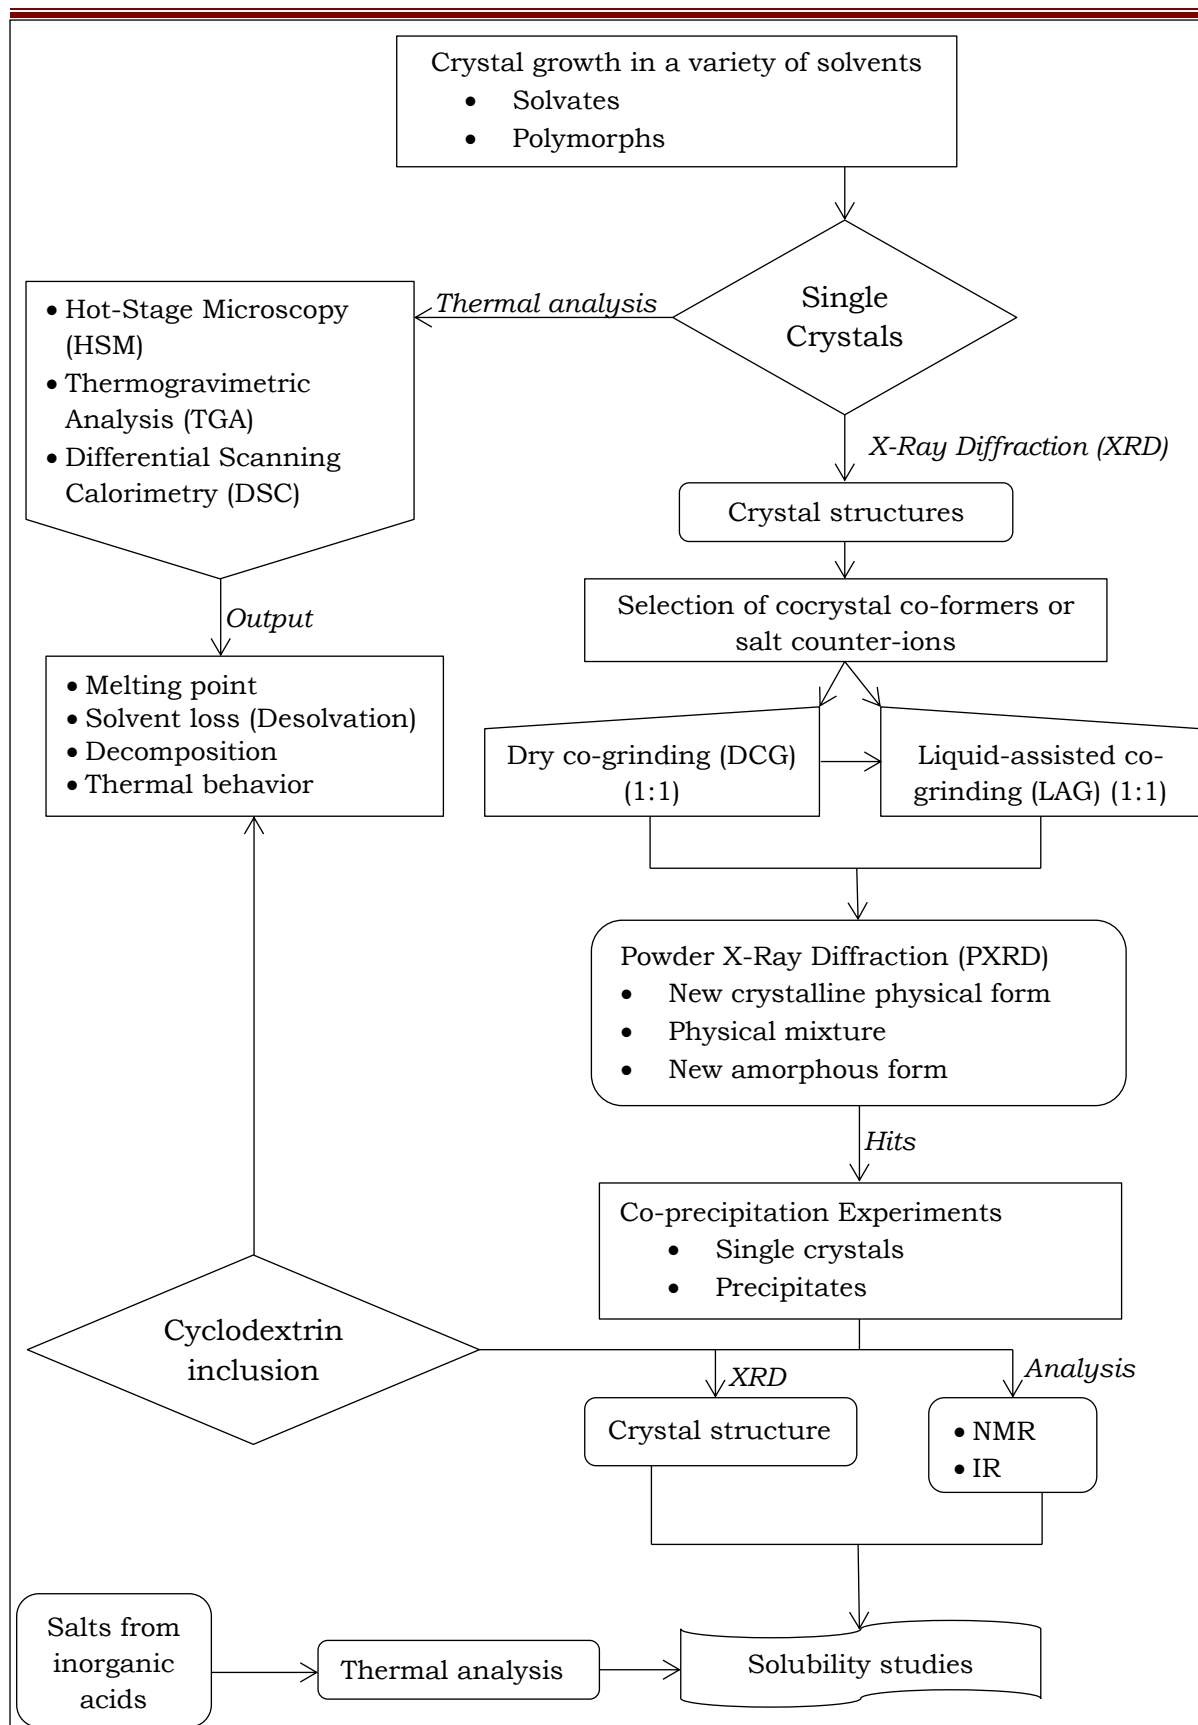 Crystal growth in a variety of solvents
• Solvates
• Polymorphs
Single
Crystals
Thermal analysis
• Hot-Stage Microscopy
(HSM)
• Thermogravimetric
Analysis (TGA)
• Differential Scanning
Calorimetry (DSC)
X-Ray Diffraction (XRD)
Crystal structures
Output
Selection of cocrystal co-formers or
salt counter-ions
• Melting point
• Solvent loss (Desolvation)
• Decomposition
• Thermal behavior
Dry co-grinding (DCG)
(1:1)
Liquid-assisted co-
grinding (LAG) (1:1)
Powder X-Ray Diffraction (PXRD)
• New crystalline physical form
• Physical mixture
• New amorphous form
Hits
Co-precipitation Experiments
• Single crystals
• Precipitates
Cyclodextrin
inclusion
XRD
Analysis
Crystal structure
• NMR
• IR
Salts from
inorganic
acids
Thermal analysis
Solubility studies